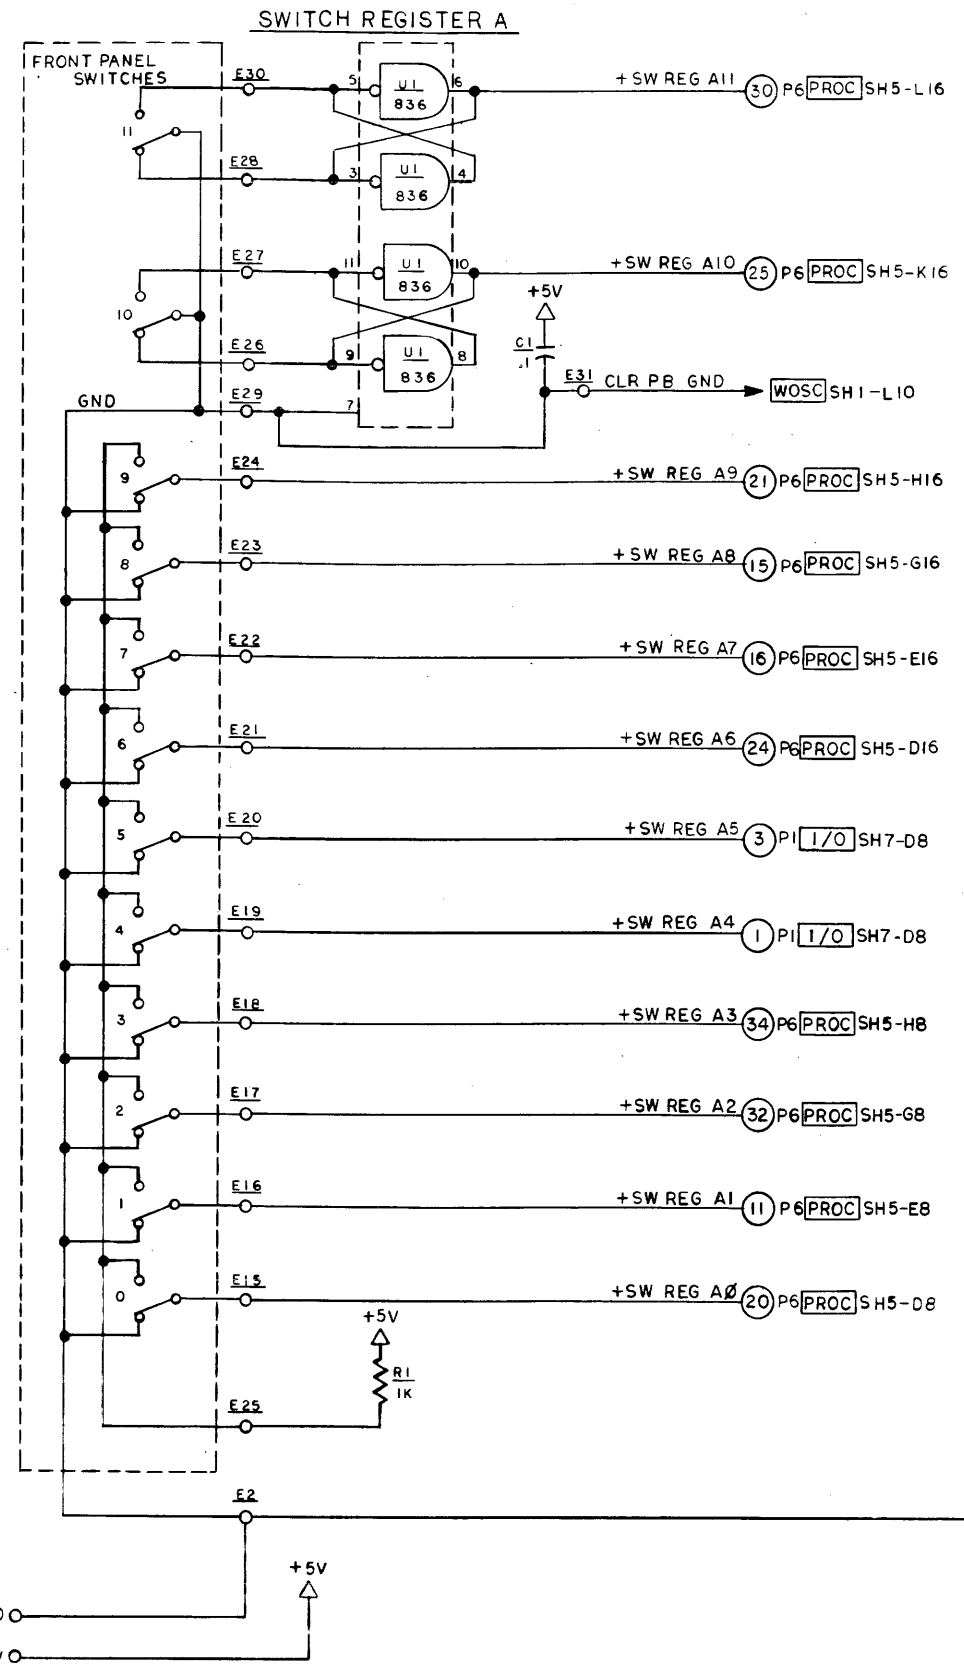 SWITCH REGISTER A
FRONT PANEL
SWITCHES
E30 5 U1 836 6 +SW REG A11 30 P6 PROC SH5-L16
11
E28 3 U1 836 4
E27 11 U1 836 10 +SW REG A10 25 P6 PROC SH5-K16
10
+5V
C1 .1
E26 9 U1 836 8
E31 CLR PB GND WOSC SH1-L10
GND E29 7
9 E24 +SW REG A9 21 P6 PROC SH5-H16
8 E23 +SW REG A8 15 P6 PROC SH5-G16
7 E22 +SW REG A7 16 P6 PROC SH5-E16
6 E21 +SW REG A6 24 P6 PROC SH5-D16
5 E20 +SW REG A5 3 P1 I/O SH7-D8
4 E19 +SW REG A4 1 P1 I/O SH7-D8
3 E18 +SW REG A3 34 P6 PROC SH5-H8
2 E17 +SW REG A2 32 P6 PROC SH5-G8
1 E16 +SW REG A1 11 P6 PROC SH5-E8
0 E15 +SW REG AØ 20 P6 PROC SH5-D8
+5V
R1
1K
E25
E2
+5V